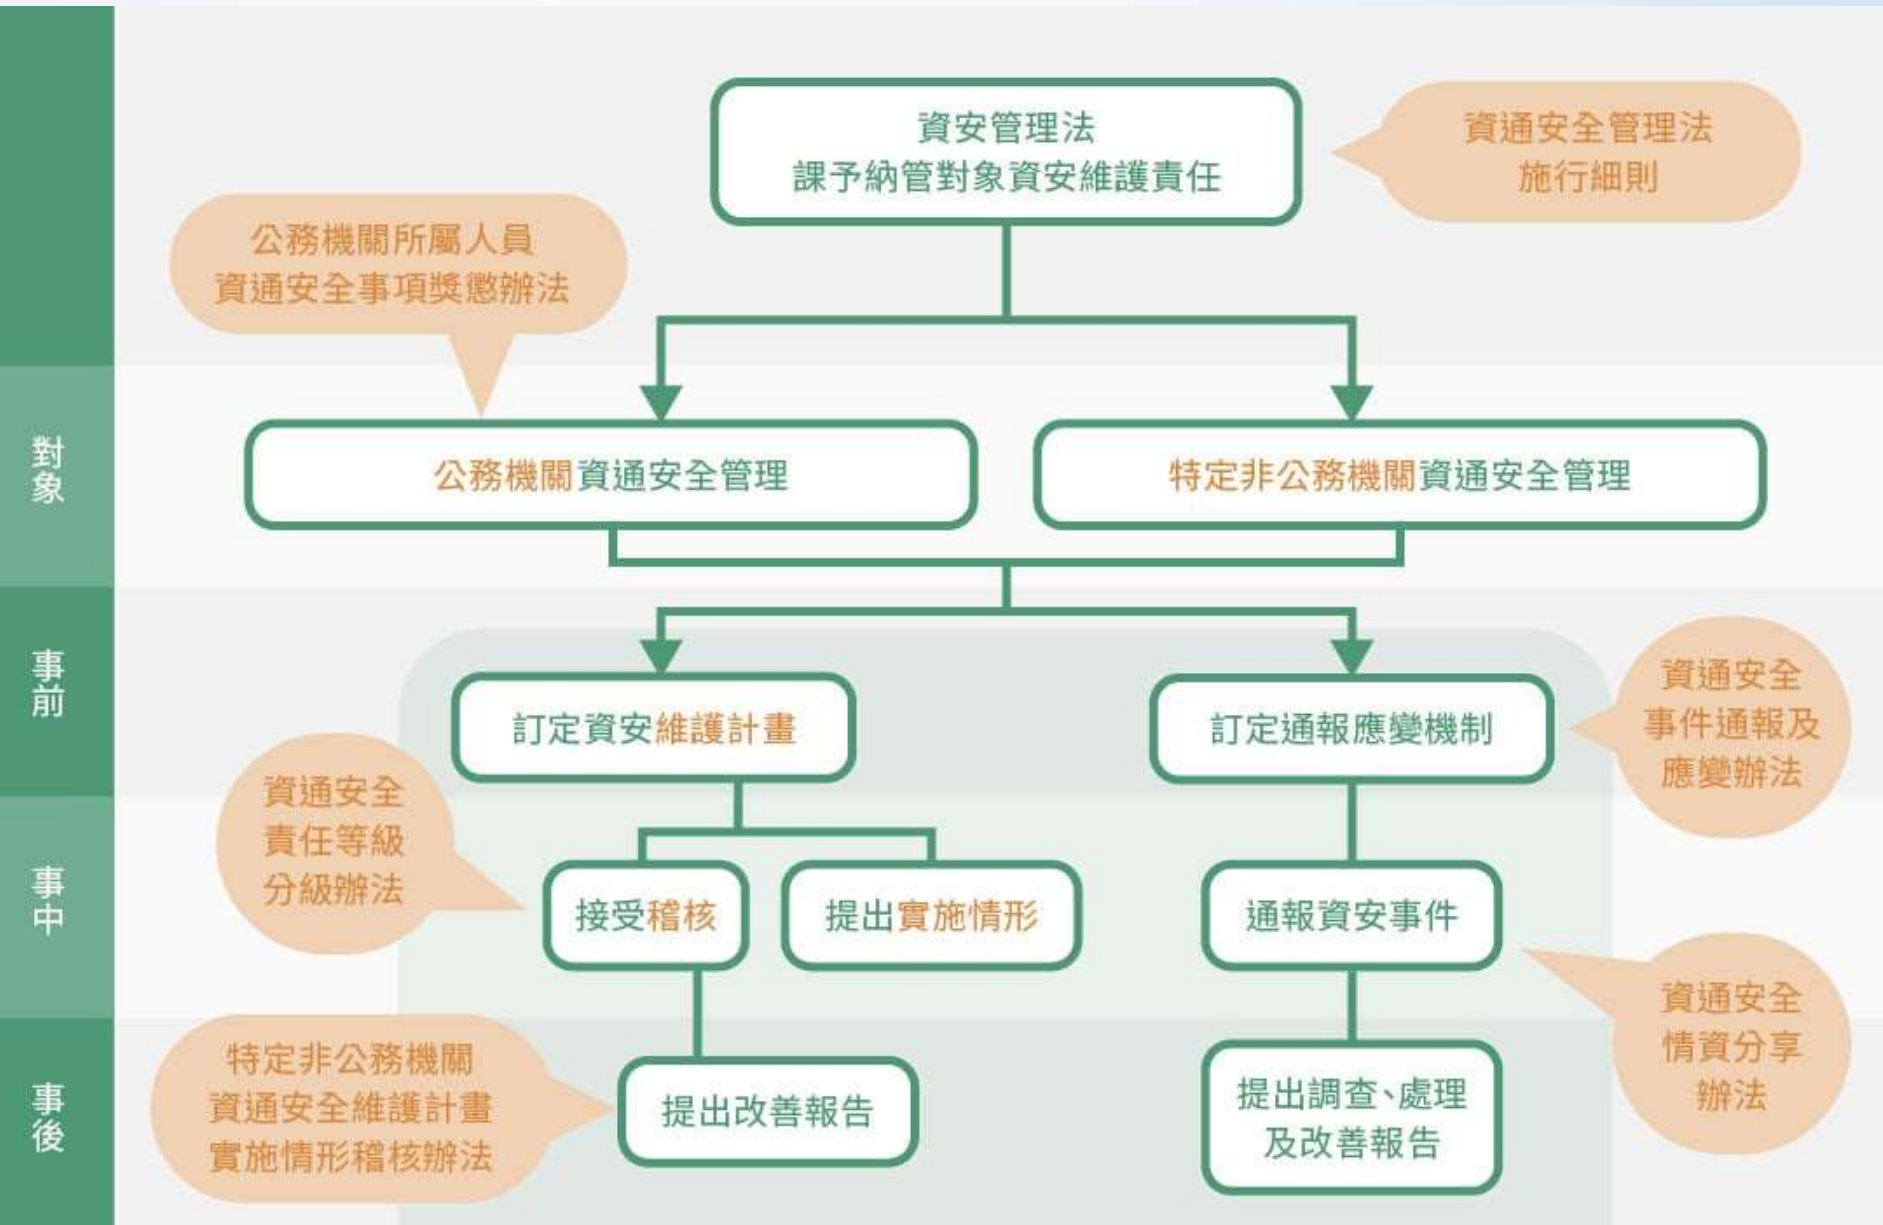 資安管理法
課予納管對象資安維護責任
資通安全管理法
施行細則
公務機關所屬人員
資通安全事項獎懲辦法
對象
公務機關資通安全管理
特定非公務機關資通安全管理
事前
訂定資安維護計畫
訂定通報應變機制
資通安全
事件通報及
應變辦法
資通安全
責任等級
分級辦法
事中
接受稽核
提出實施情形
通報資安事件
資通安全
情資分享
辦法
事後
特定非公務機關
資通安全維護計畫
實施情形稽核辦法
提出改善報告
提出調查、處理
及改善報告